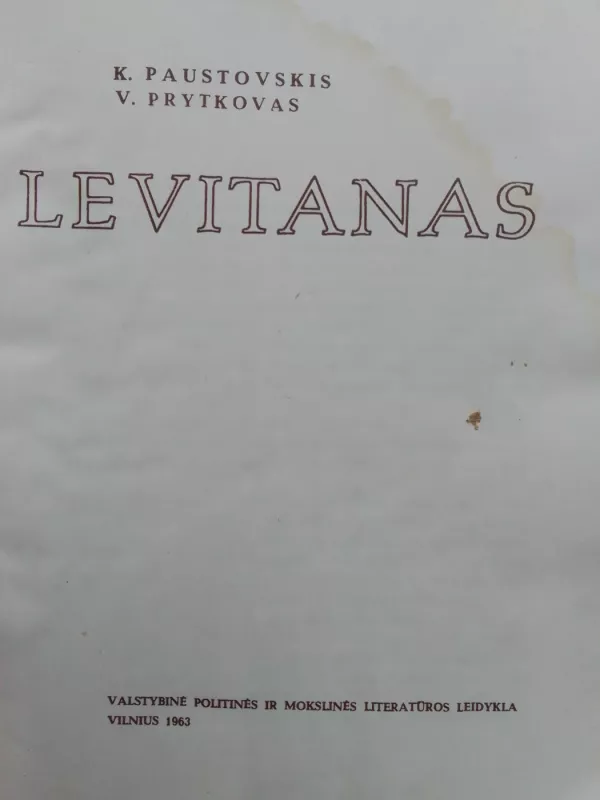 K. PAUSTOVSKIS
V. PRYTKOVAS
LEVITANAS
VALSTYBINĖ POLITINĖS IR MOKSLINĖS LITERATŪROS LEIDYKLA
VILNIUS 1963